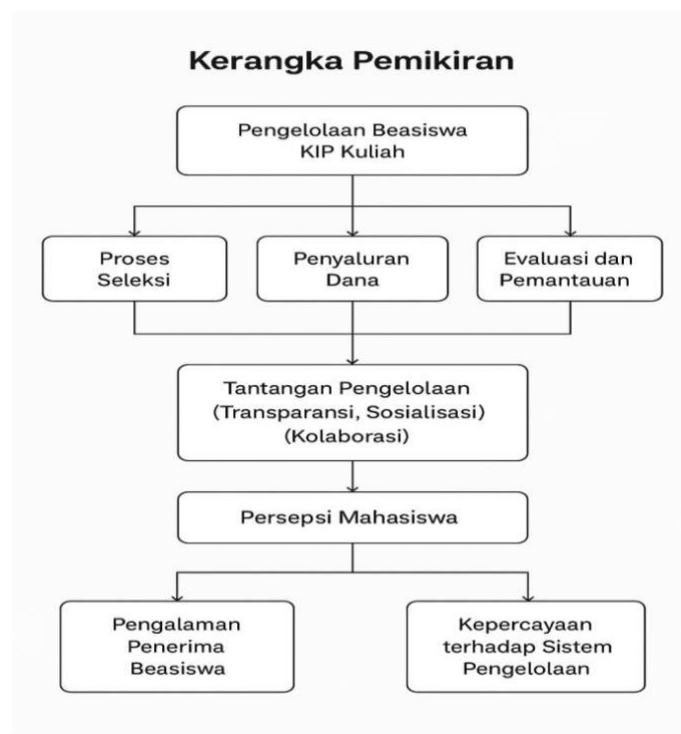 Kerangka Pemikiran
Pengelolaan Beasiswa
KIP Kuliah
Proses
Seleksi
Penyaluran
Dana
Evaluasi dan
Pemantauan
Tantangan Pengelolaan
(Transparansi, Sosialisasi)
(Kolaborasi)
Persepsi Mahasiswa
Pengalaman
Penerima
Beasiswa
Kepercayaan
terhadap Sistem
Pengelolaan